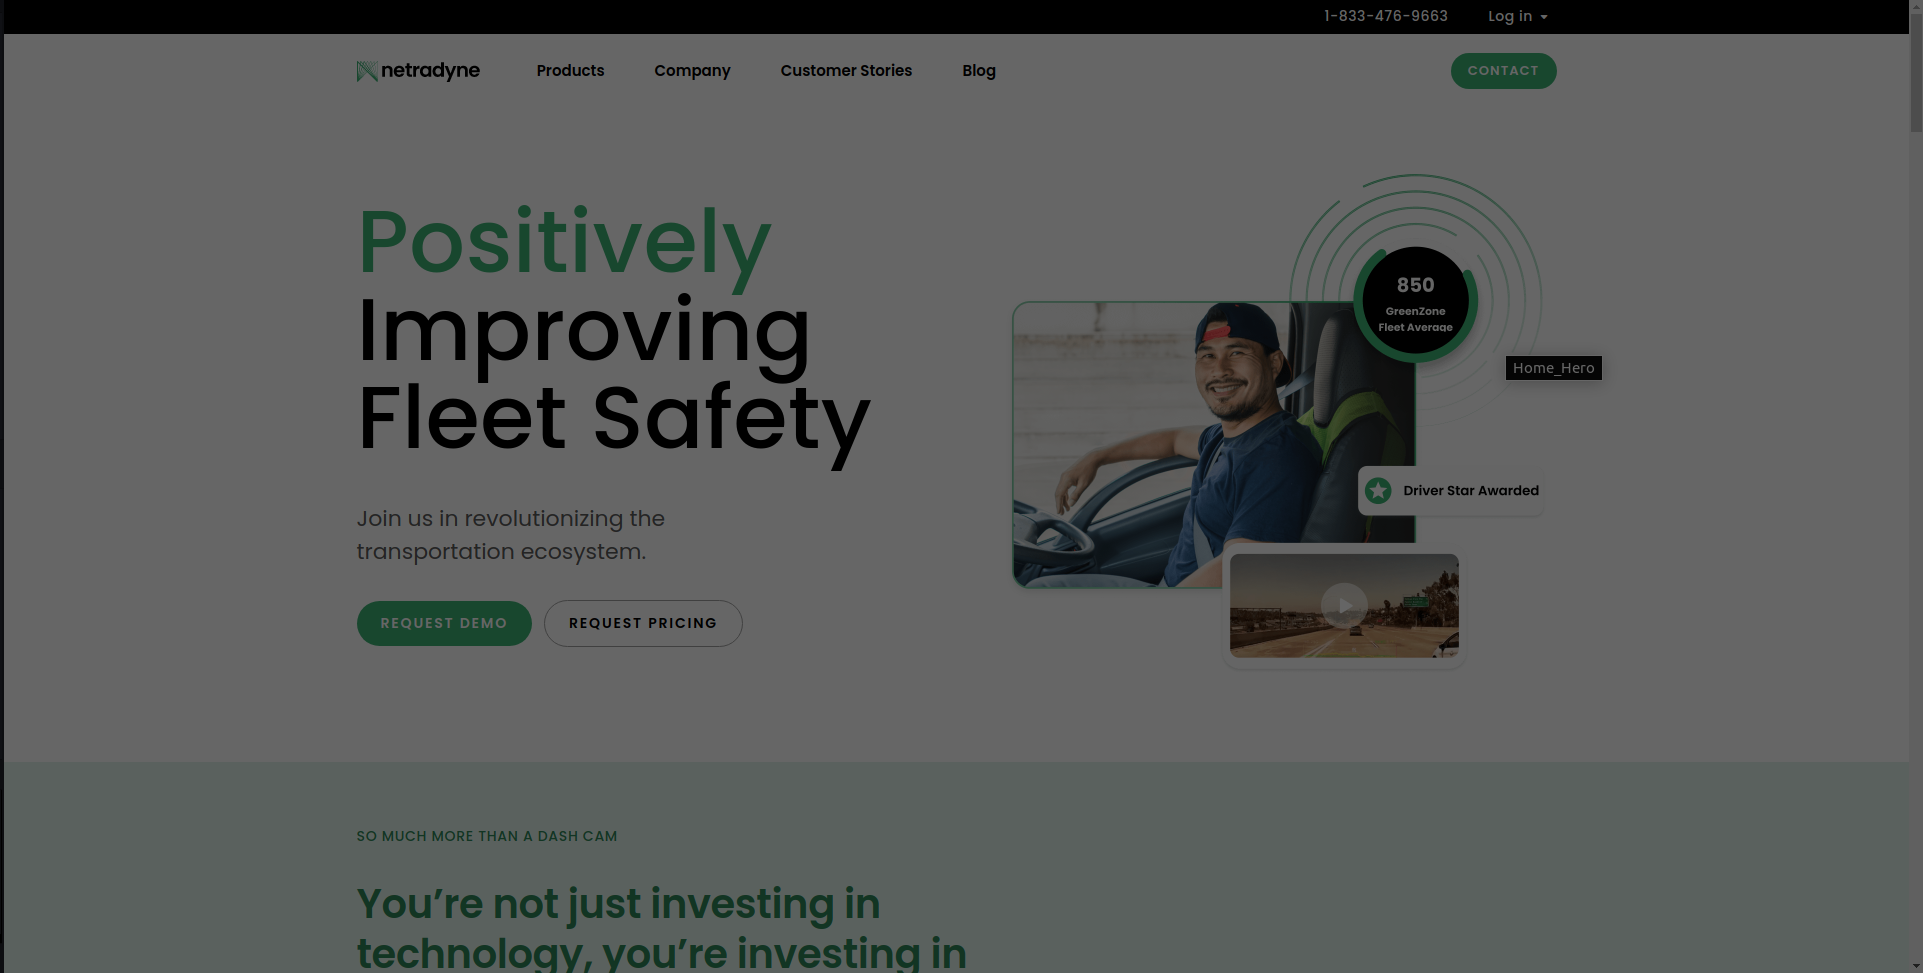 1-833-476-9663 Log in
netradyne Products Company Customer Stories Blog CONTACT
Positively
Improving
Fleet Safety
850
GreenZone
Fleet Average
Home_Hero
Driver Star Awarded
Join us in revolutionizing the
transportation ecosystem.
REQUEST DEMO REQUEST PRICING
SO MUCH MORE THAN A DASH CAM
You’re not just investing in
technology, you’re investing in